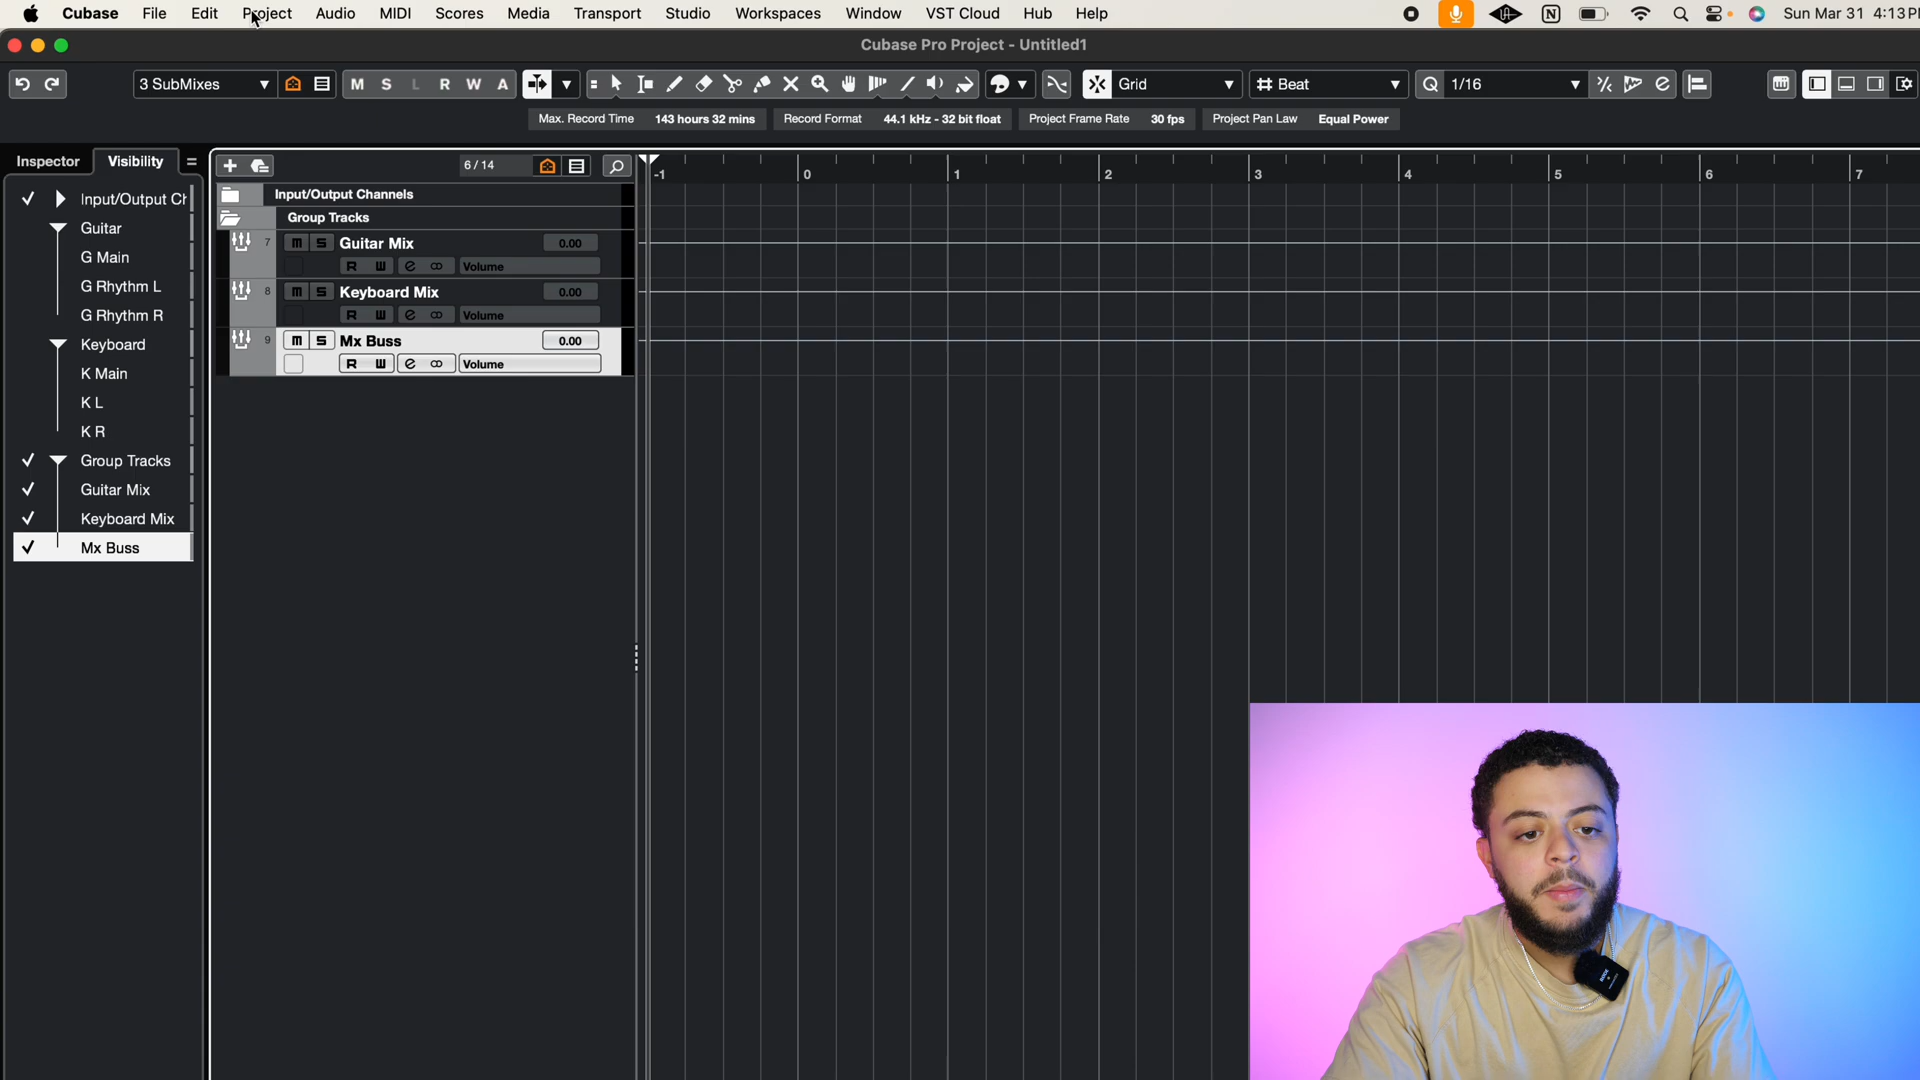 Cubase File Edit Project Audio MIDI Scores Media Transport Studio Workspaces Window VST Cloud Hub Help Sun Mar 31 4:13
Cubase Pro Project - Untitled1
3 SubMixes M S L R W A Grid Beat Q 1/16
Max. Record Time 143 hours 32 mins Record Format 44.1 kHz - 32 bit float Project Frame Rate 30 fps Project Pan Law Equal Power
Inspector Visibility
6 / 14
-1 0 1 2 3 4 5 6 7
Input/Output Ch
Guitar
G Main
G Rhythm L
G Rhythm R
Keyboard
K Main
K L
K R
Group Tracks
Guitar Mix
Keyboard Mix
Mx Buss
Input/Output Channels
Group Tracks
7 m S Guitar Mix 0.00
R W e Volume
8 m S Keyboard Mix 0.00
R W e Volume
9 m S Mx Buss 0.00
R W e Volume